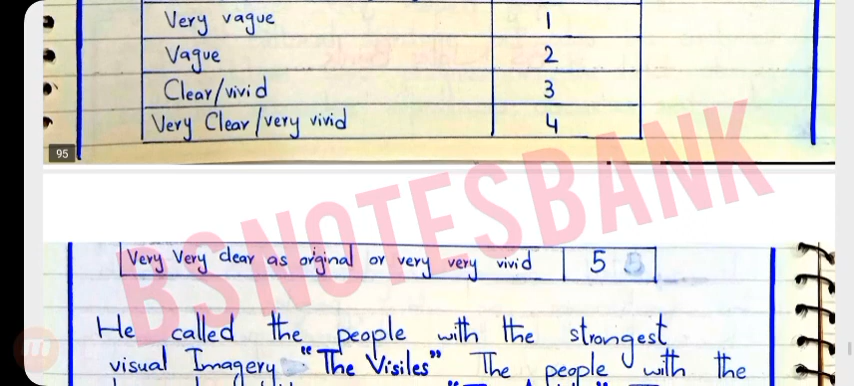 Very vague 1
Vague 2
Clear/vivid 3
Very Clear/very vivid 4
95
BSNOTESBANK
Very Very clear as orginal or very very vivid 5
He called the people with the strongest
visual Imagery "The Visiles" The people with the